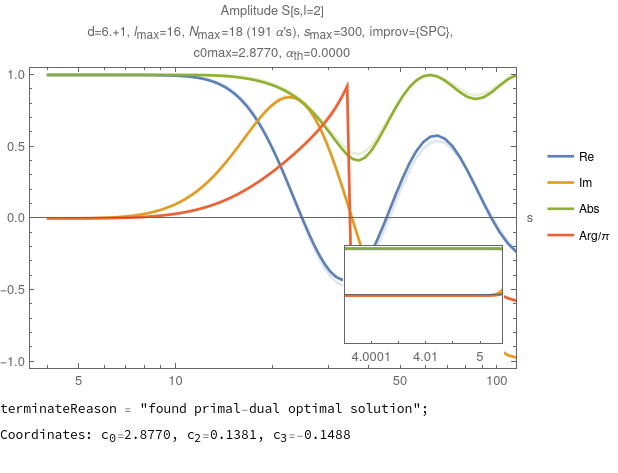 Amplitude S[s,l=2]
d=6.+1, lmax=16, Nmax=18 (191 α's), smax=300, improv={SPC},
c0max=2.8770, αth=0.0000
1.0
0.5
0.0
−0.5
−1.0
s
Re
Im
Abs
Arg/π
4.0001 4.01 5
5 10 50 100
terminateReason = "found primal-dual optimal solution";
Coordinates: c0=2.8770, c2=0.1381, c3=-0.1488